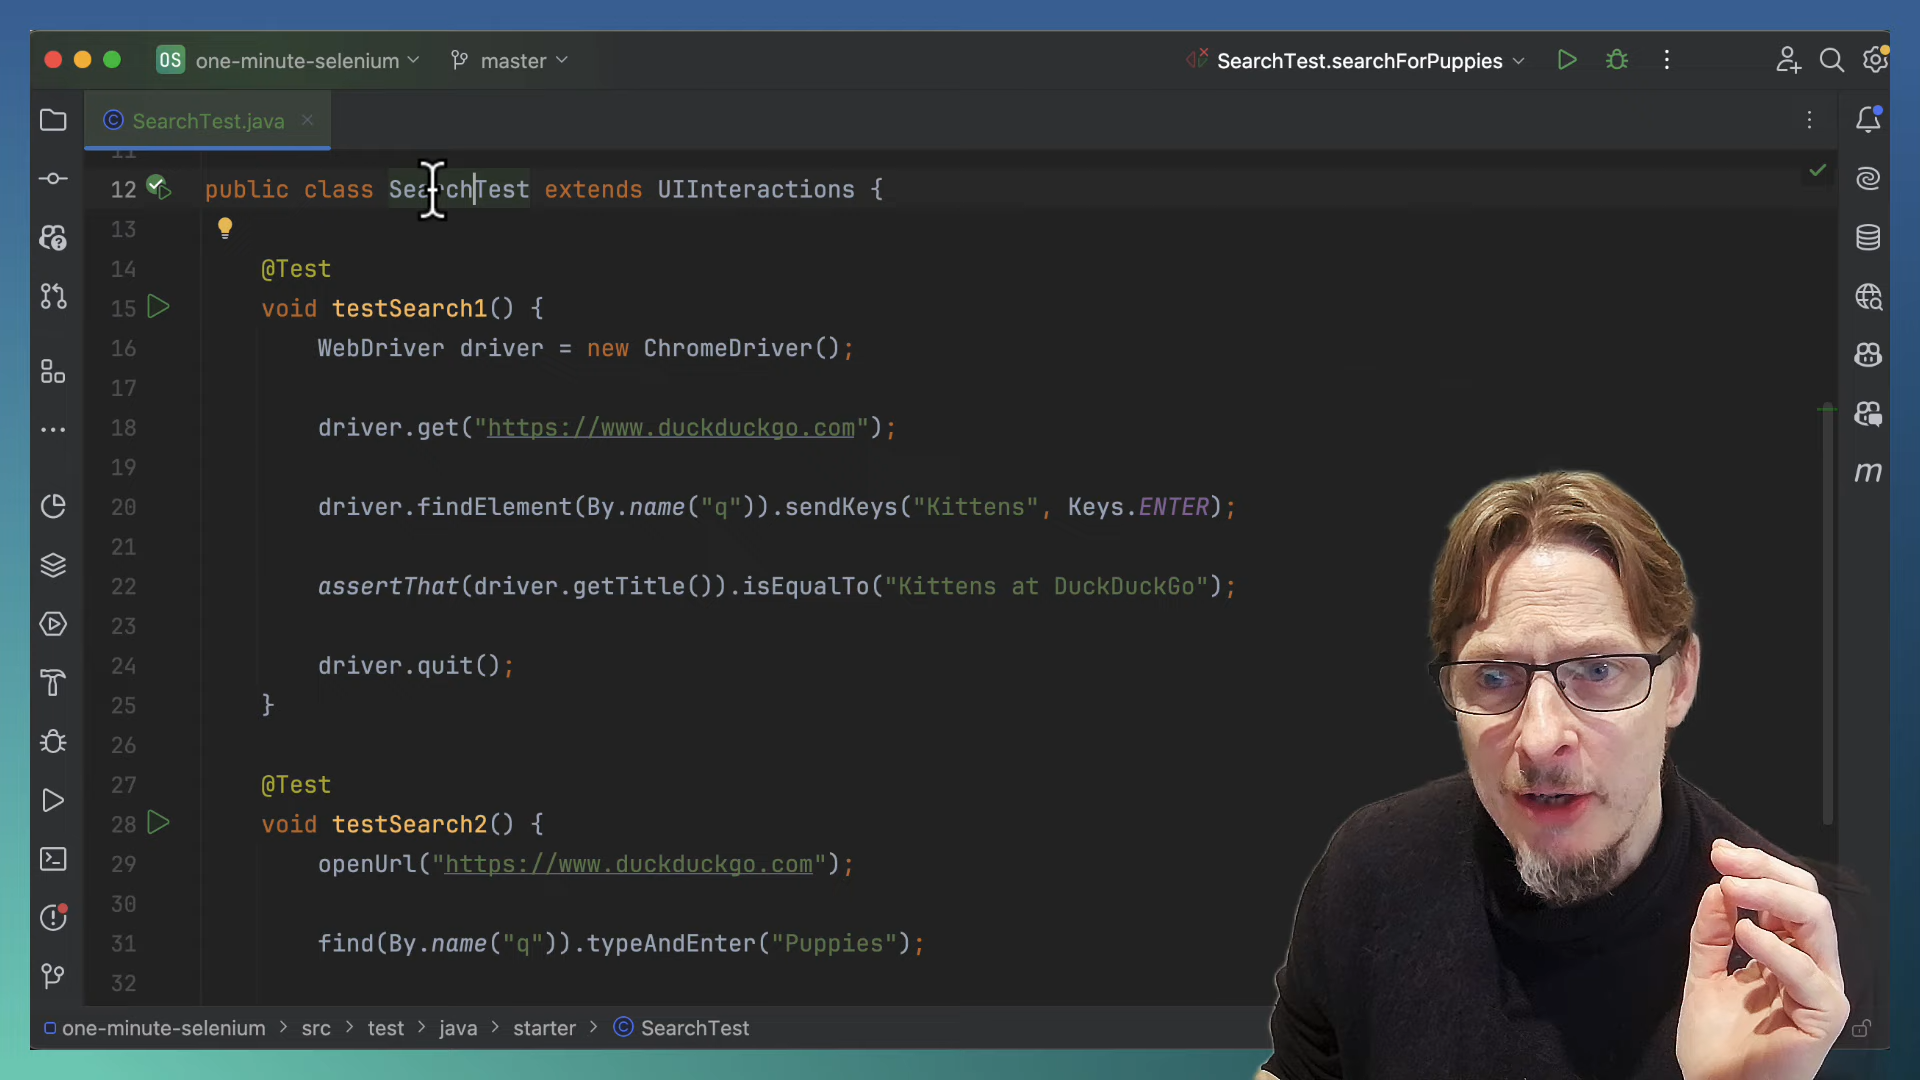 OS one-minute-selenium master SearchTest.searchForPuppies
SearchTest.java
11
12 public class SearchTest extends UIInteractions {
13
14 @Test
15 void testSearch1() {
16 WebDriver driver = new ChromeDriver();
17
18 driver.get("https://www.duckduckgo.com");
19
20 driver.findElement(By.name("q")).sendKeys("Kittens", Keys.ENTER);
21
22 assertThat(driver.getTitle()).isEqualTo("Kittens at DuckDuckGo");
23
24 driver.quit();
25 }
26
27 @Test
28 void testSearch2() {
29 openUrl("https://www.duckduckgo.com");
30
31 find(By.name("q")).typeAndEnter("Puppies");
32
m
one-minute-selenium > src > test > java > starter > SearchTest